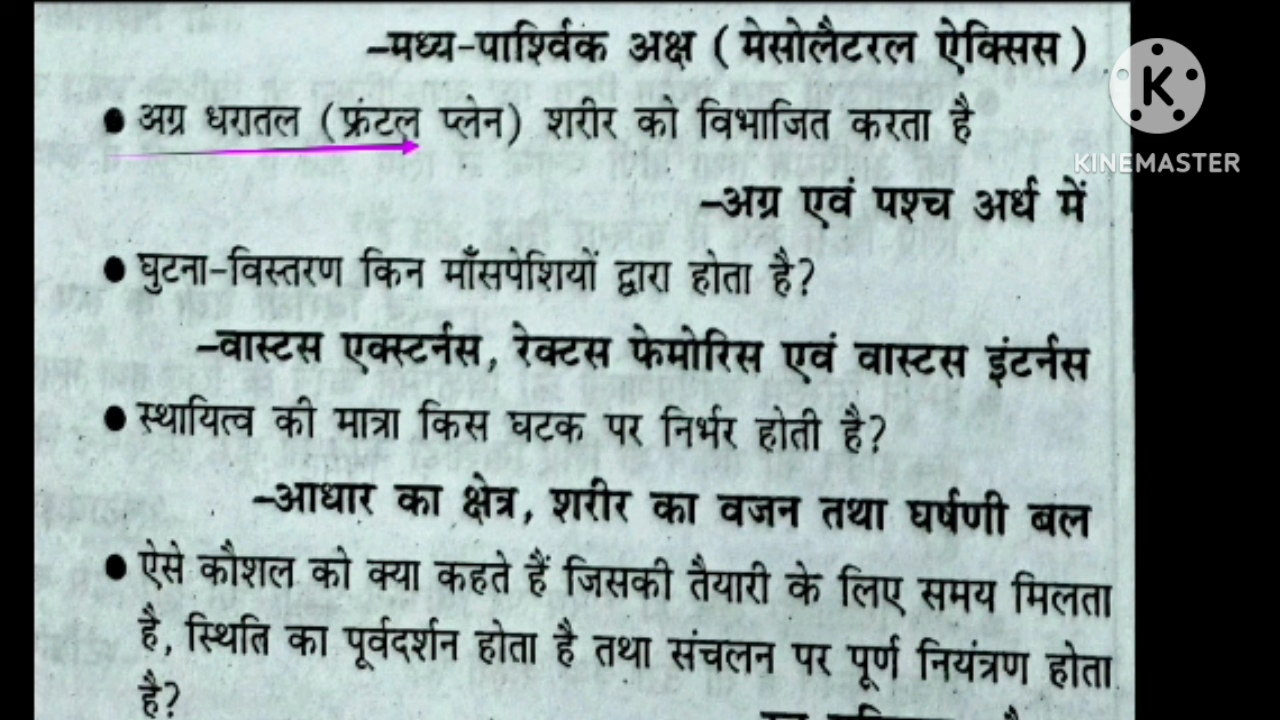 –मध्य-पार्श्विक अक्ष ( मेसोलैटरल ऐक्सिस )
K
● अग्र धरातल (फ्रंटल प्लेन) शरीर को विभाजित करता है
KINEMASTER
–अग्र एवं पश्च अर्ध में
● घुटना-विस्तरण किन माँसपेशियों द्वारा होता है?
–वास्टस एक्स्टर्नस, रेक्टस फेमोरिस एवं वास्टस इंटर्नस
● स्थायित्व की मात्रा किस घटक पर निर्भर होती है?
–आधार का क्षेत्र, शरीर का वजन तथा घर्षणी बल
● ऐसे कौशल को क्या कहते हैं जिसकी तैयारी के लिए समय मिलता
है, स्थिति का पूर्वदर्शन होता है तथा संचलन पर पूर्ण नियंत्रण होता
है?